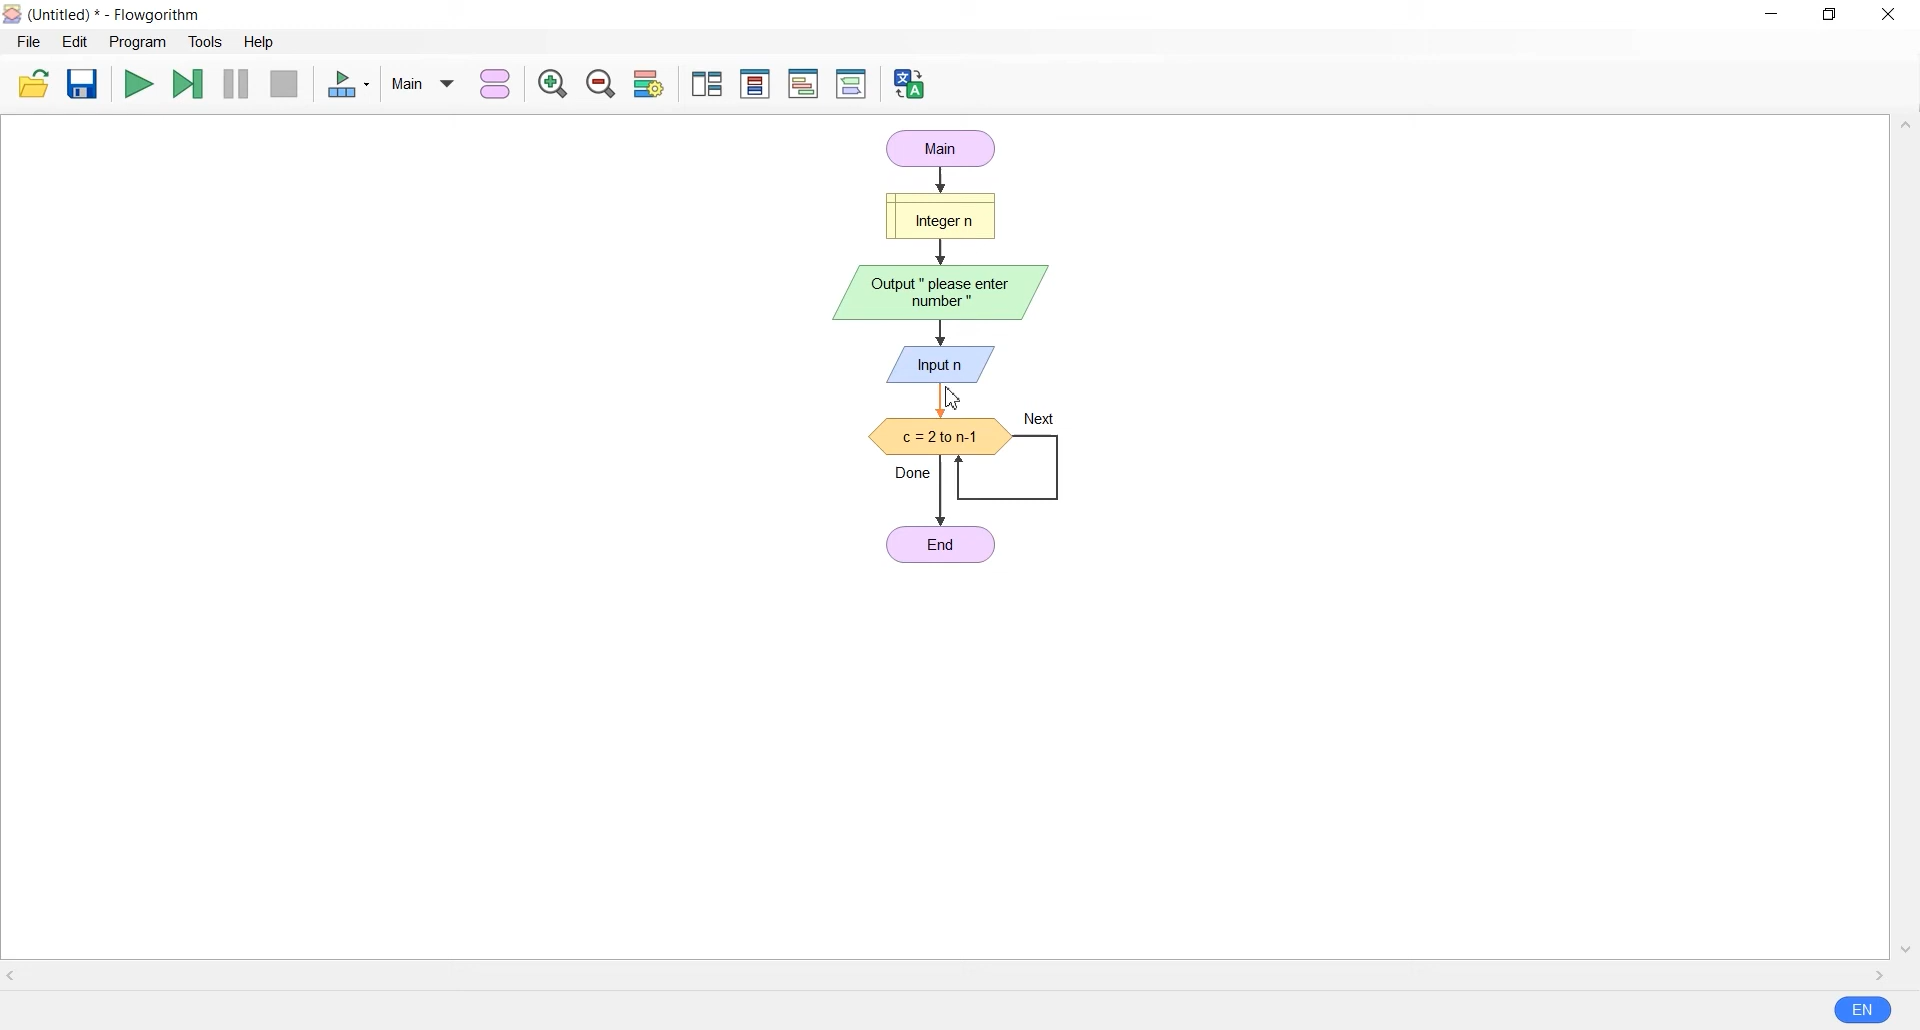 (Untitled) * - Flowgorithm
File Edit Program Tools Help
Main
Main
Integer n
Output " please enter
number "
Input n
Next
c = 2 to n-1
Done
End
EN